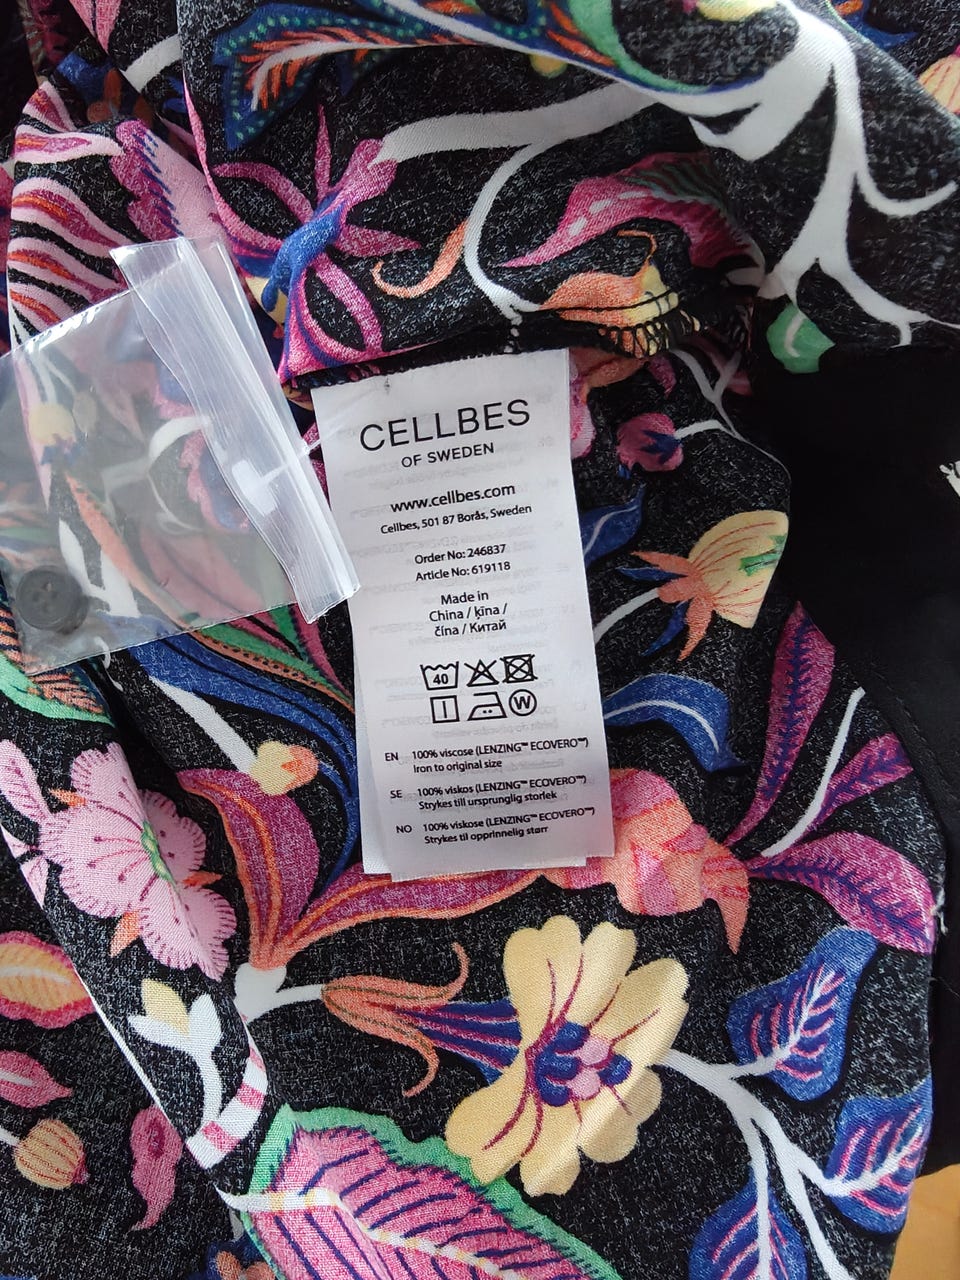 CELLBES
OF SWEDEN
www.cellbes.com
Cellbes, 501 87 Borås, Sweden
Order No: 246837
Article No: 619118
Made in
China / ķīna /
čína / Китай
40
W
EN 100% viscose (LENZING™ ECOVERO™)
Iron to original size
SE 100% viskos (LENZING™ ECOVERO™)
Strykes till ursprunglig storlek
NO 100% viskose (LENZING™ ECOVERO™)
Strykes til opprinnelig størr